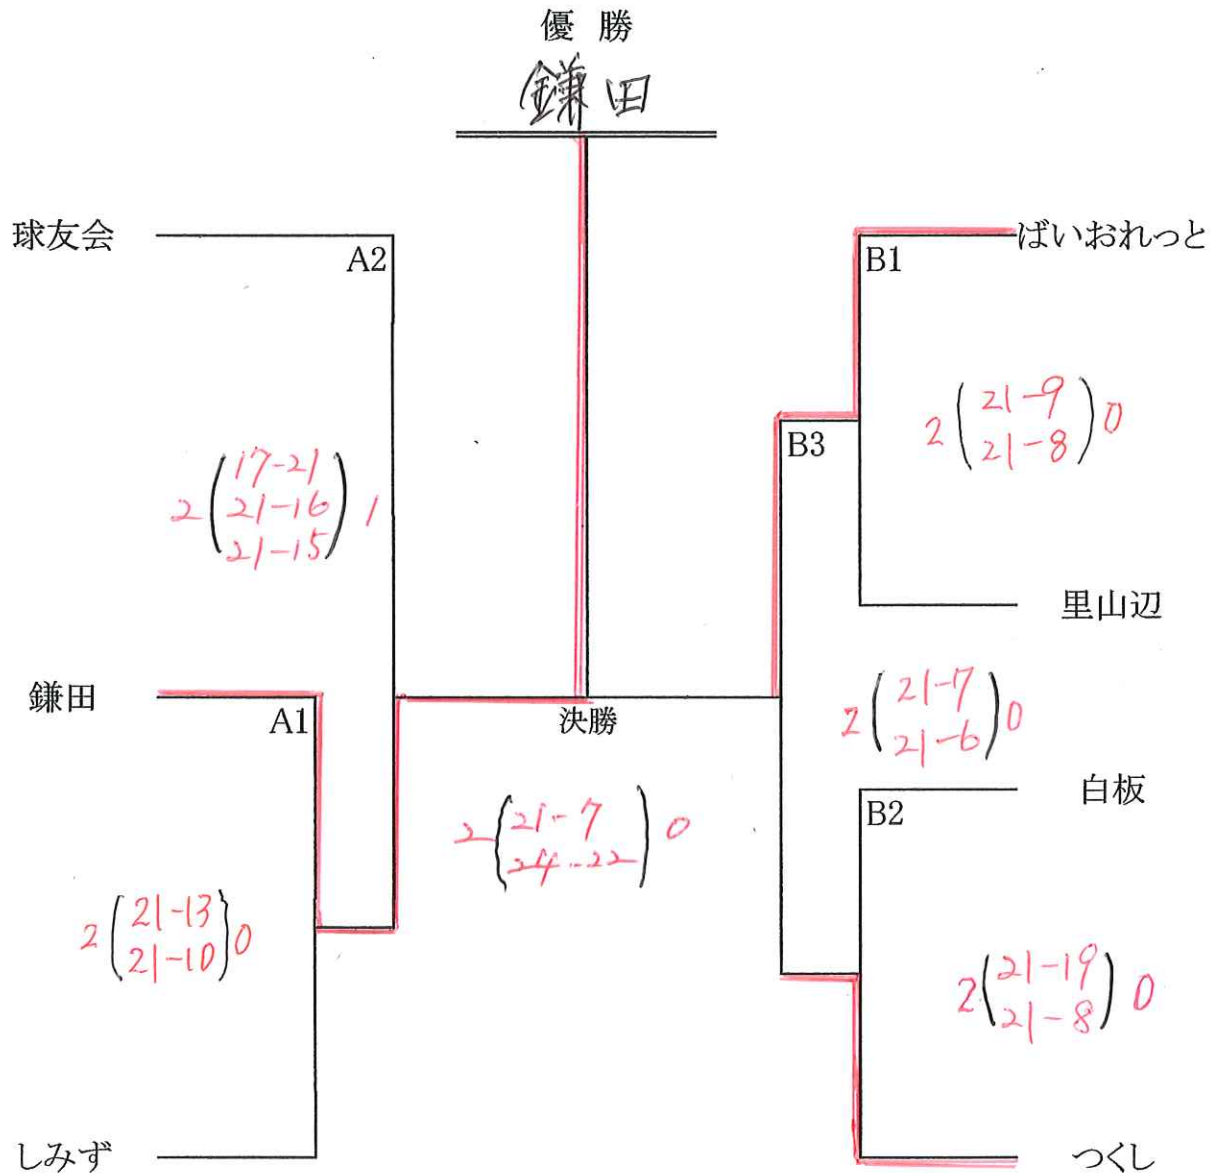 優 勝
鎌田
球友会
A2
B1
ばいおれっと
2 (21-9
21-8) 0
B3
2 (17-21
21-16
21-15) 1
里山辺
鎌田
A1
決勝
2 (21-7
21-6) 0
白板
B2
2 (21-7
24-22) 0
2 (21-13
21-10) 0
2 (21-19
21-8) 0
しみず
つくし